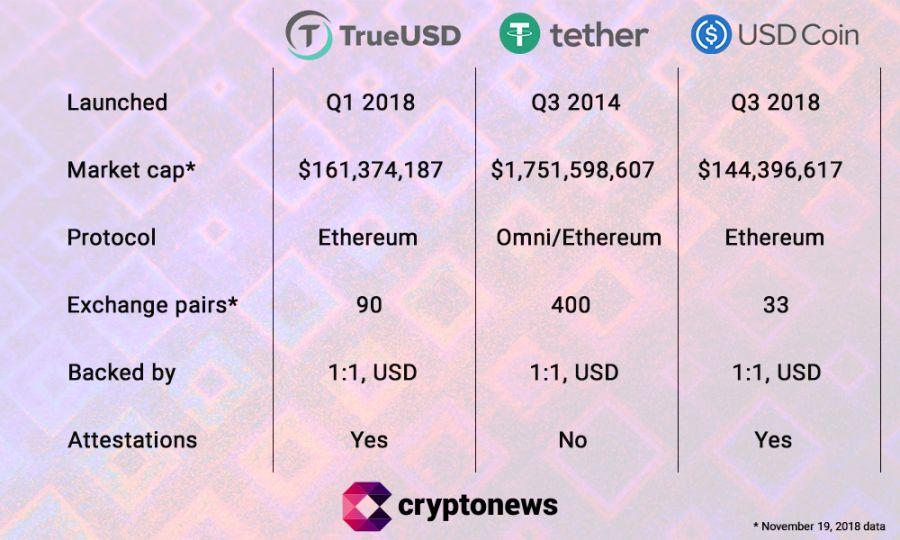 TrueUSD tether USD Coin
Launched Q1 2018 Q3 2014 Q3 2018
Market cap* $161,374,187 $1,751,598,607 $144,396,617
Protocol Ethereum Omni/Ethereum Ethereum
Exchange pairs* 90 400 33
Backed by 1:1, USD 1:1, USD 1:1, USD
Attestations Yes No Yes
cryptonews
* November 19, 2018 data